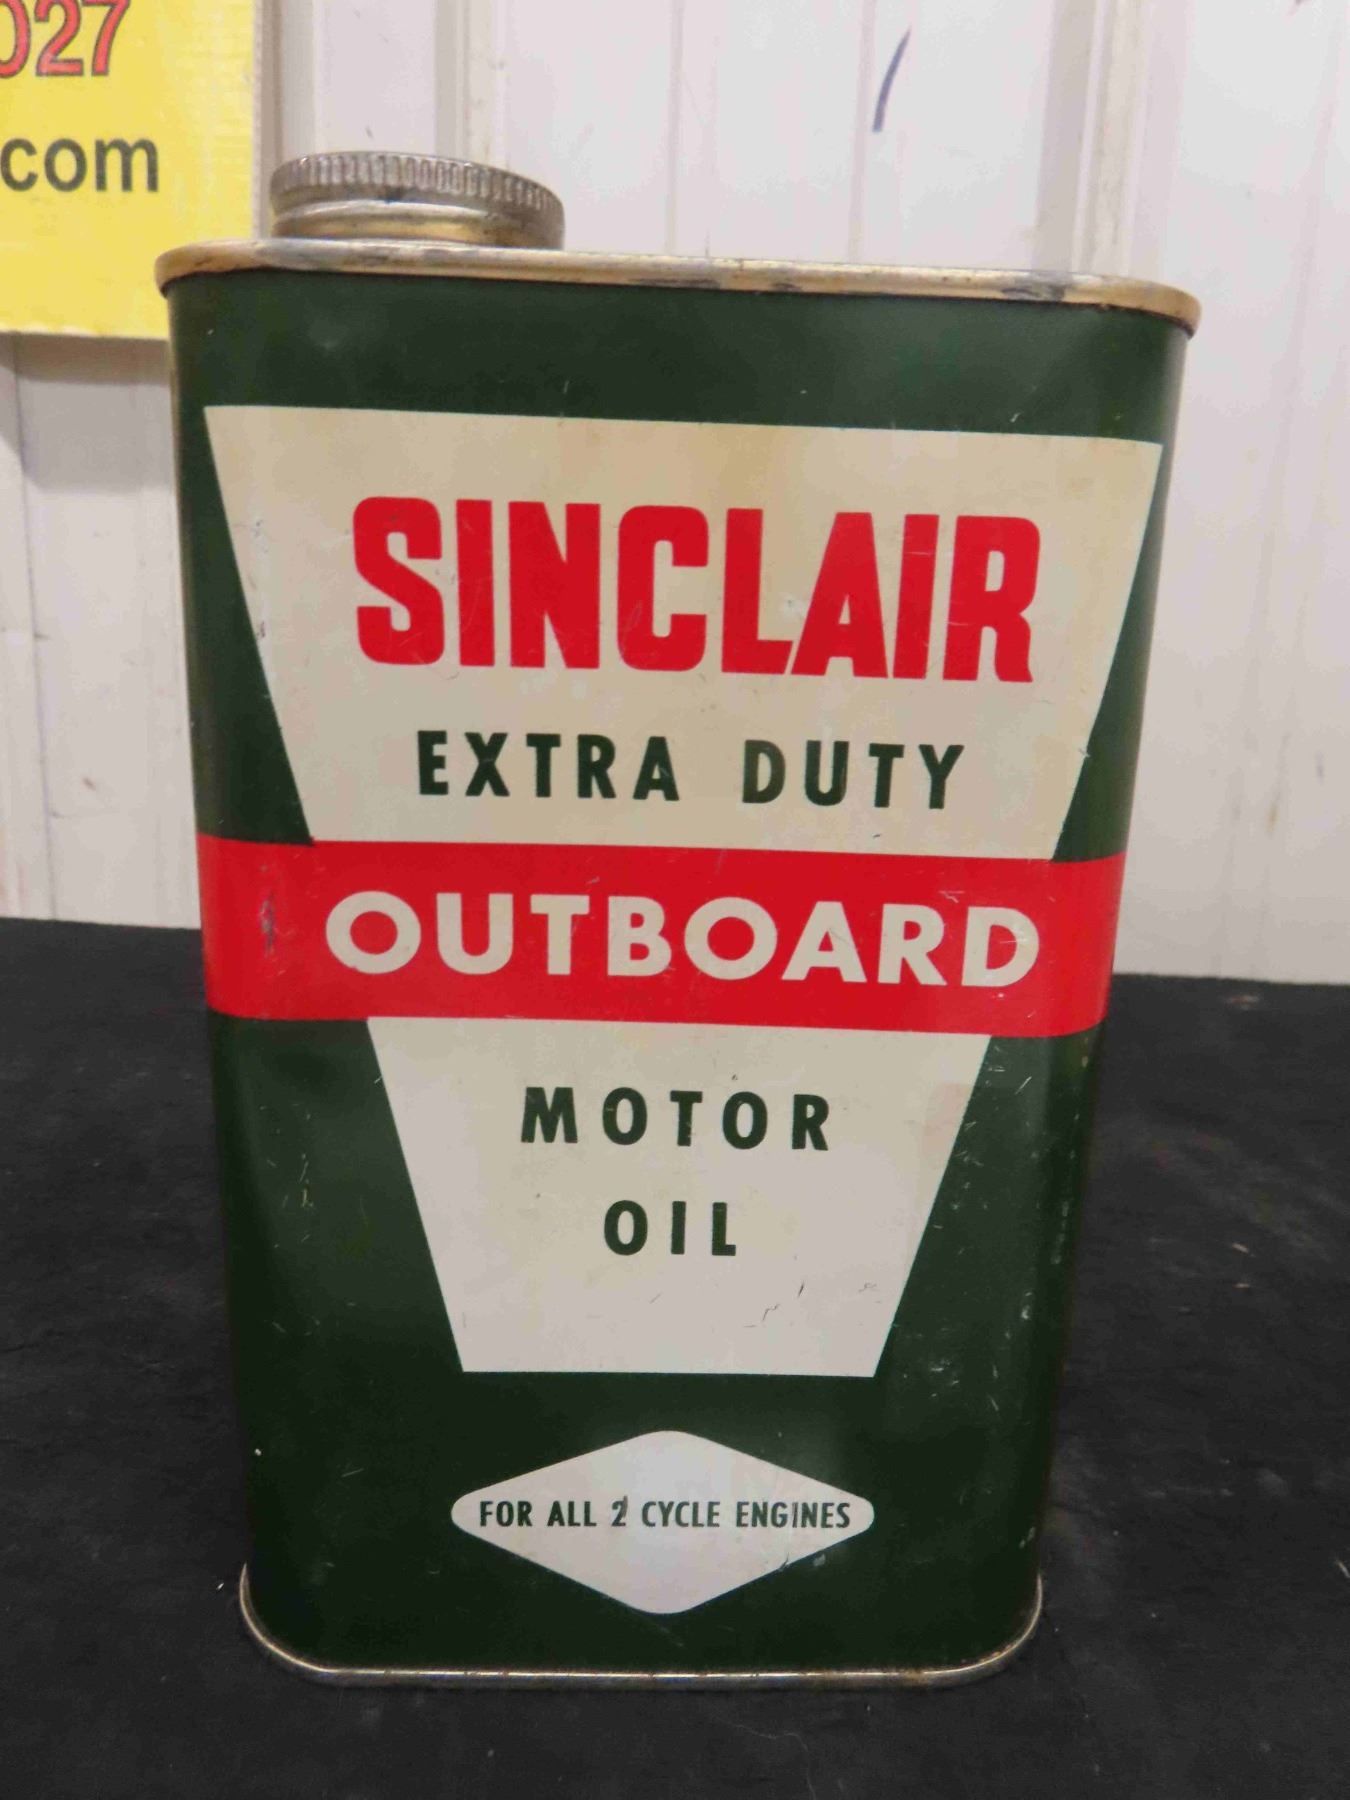 027
.com
SINCLAIR
EXTRA DUTY
OUTBOARD
MOTOR
OIL
FOR ALL 2 CYCLE ENGINES